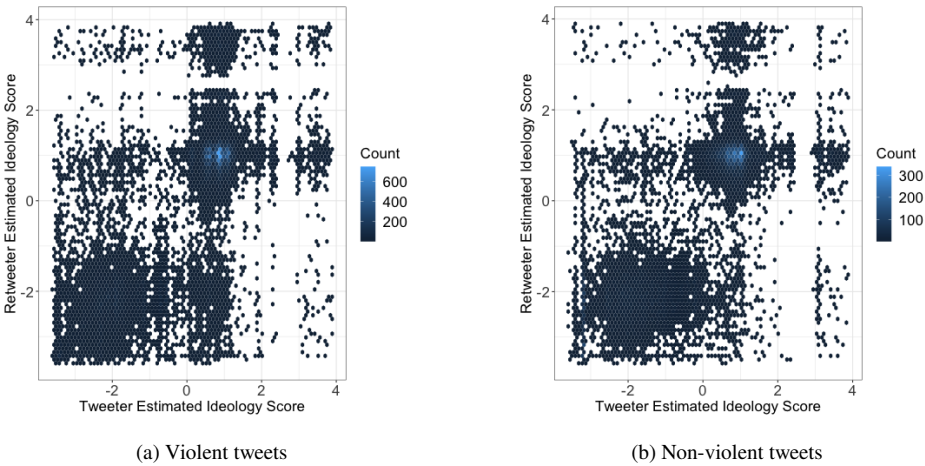 4
2
0
-2
Retweeter Estimated Ideology Score
-2
0
2
4
Tweeter Estimated Ideology Score
Count
600
400
200
(a) Violent tweets
4
2
0
-2
Retweeter Estimated Ideology Score
-2
0
2
4
Tweeter Estimated Ideology Score
Count
300
200
100
(b) Non-violent tweets